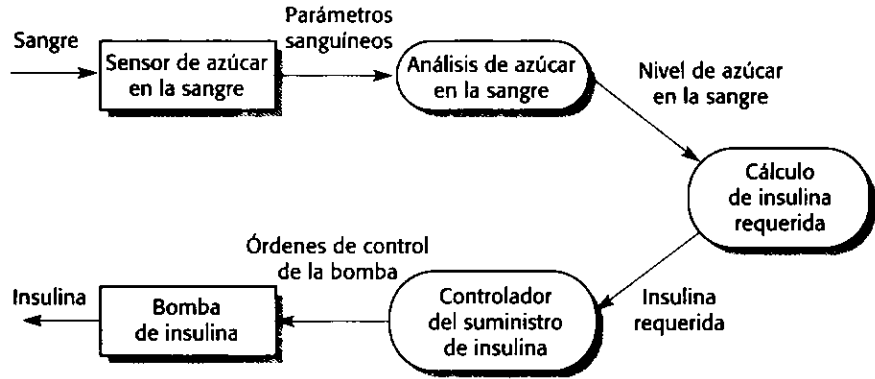 Sangre
Sensor de azúcar
en la sangre
Parámetros
sanguíneos
Análisis de azúcar
en la sangre
Nivel de azúcar
en la sangre
Cálculo
de insulina
requerida
Insulina
requerida
Controlador
del suministro
de insulina
Órdenes de control
de la bomba
Bomba
de insulina
Insulina